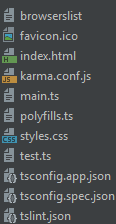 browserslist
favicon.ico
index.html
karma.conf.js
main.ts
polyfills.ts
styles.css
test.ts
tsconfig.app.json
tsconfig.spec.json
tslint.json